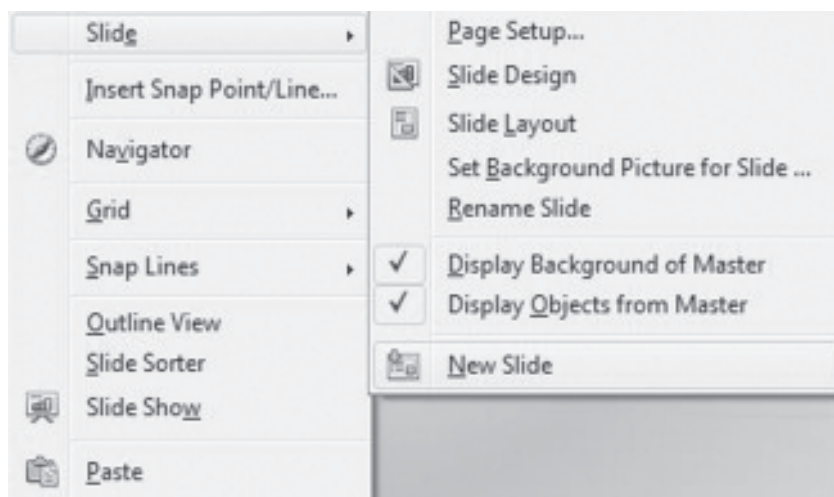 Slide
Insert Snap Point/Line...
Navigator
Grid
Snap Lines
Outline View
Slide Sorter
Slide Show
Paste
Page Setup...
Slide Design
Slide Layout
Set Background Picture for Slide ...
Rename Slide
Display Background of Master
Display Objects from Master
New Slide